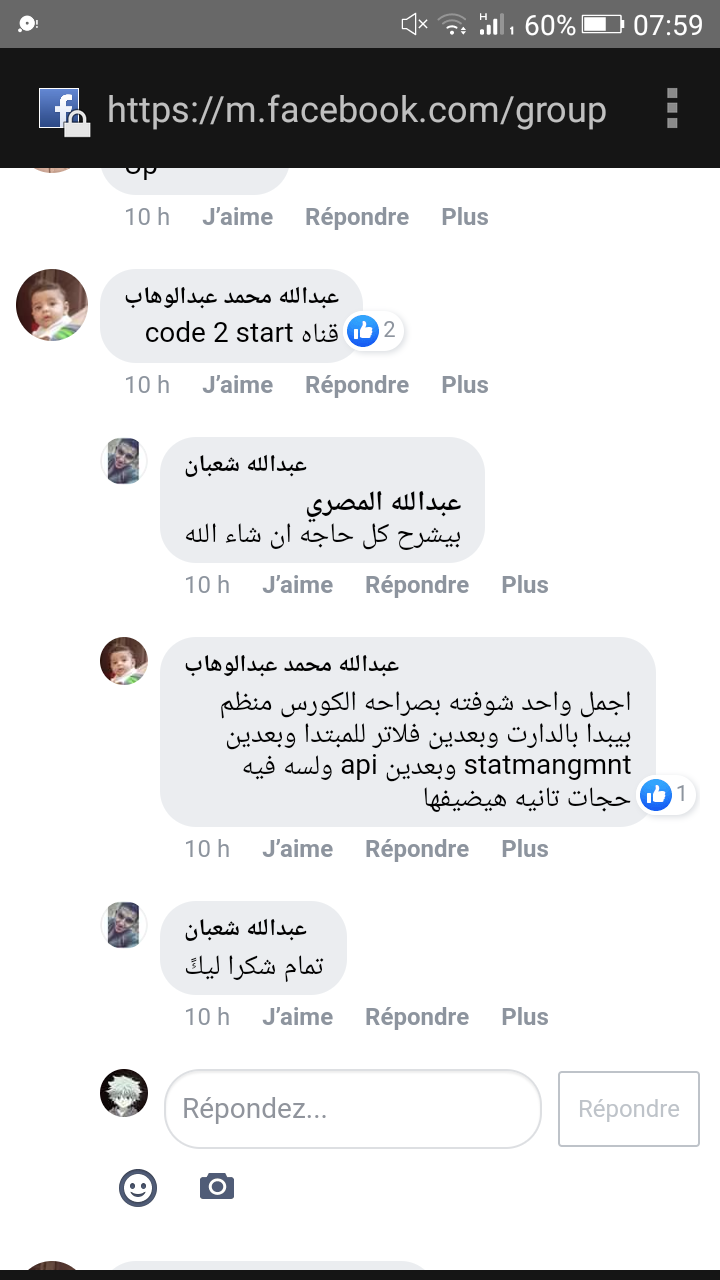 60% 07:59
https://m.facebook.com/group
Op
10 h J’aime Répondre Plus
عبدالله محمد عبدالوهاب
قناه code 2 start
2
10 h J’aime Répondre Plus
عبدالله شعبان
عبدالله المصري
بيشرح كل حاجه ان شاء الله
10 h J’aime Répondre Plus
عبدالله محمد عبدالوهاب
اجمل واحد شوفته بصراحه الكورس منظم
بيبدا بالدارت وبعدين فلاتر للمبتدا وبعدين
statmangmnt وبعدين api ولسه فيه
حجات تانيه هيضيفها
1
10 h J’aime Répondre Plus
عبدالله شعبان
تمام شكرا ليكً
10 h J’aime Répondre Plus
Répondez...
Répondre